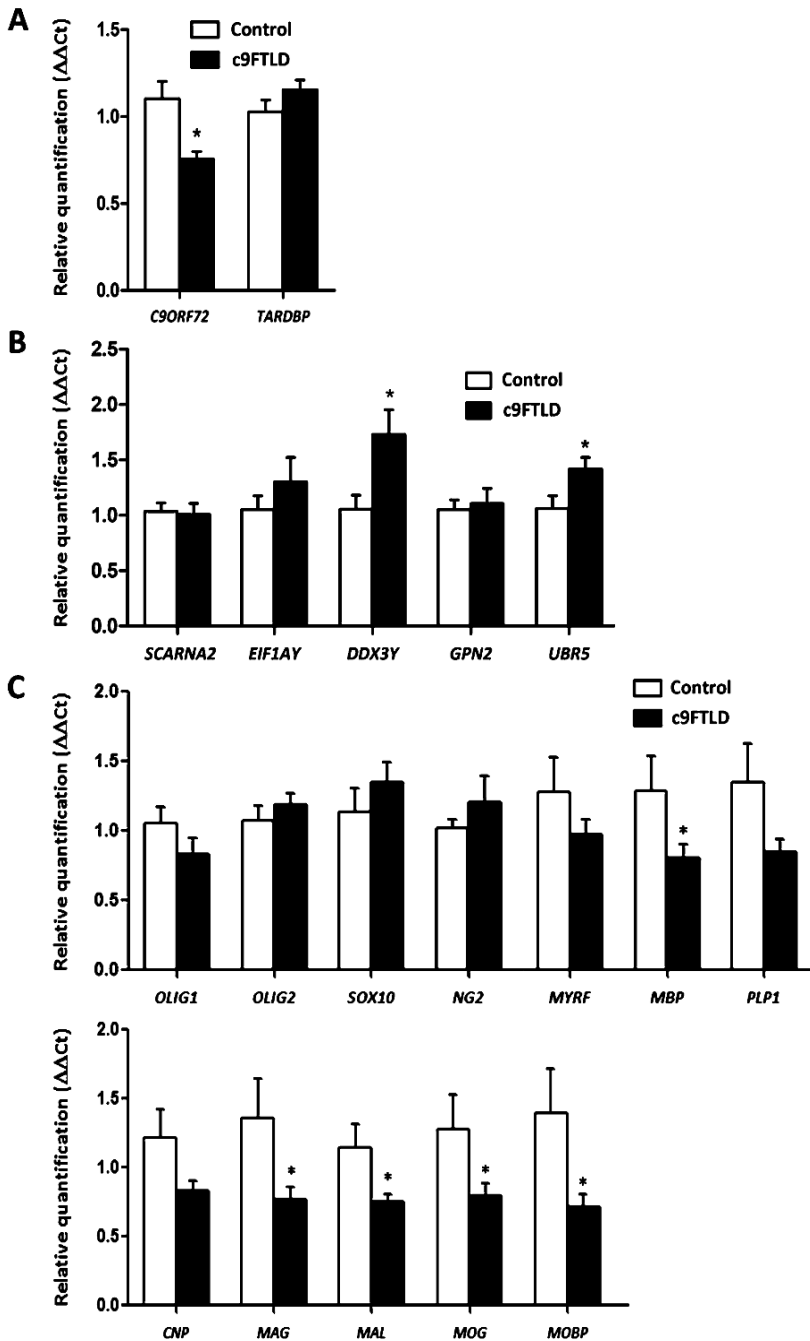 A
Relative quantification (ΔΔCt)
1.5
1.0
0.5
0.0
Control
c9FTLD
*
C9ORF72 TARDBP
B
Relative quantification (ΔΔCt)
2.5
2.0
1.5
1.0
0.5
0.0
Control
c9FTLD
*
*
SCARNA2 EIF1AY DDX3Y GPN2 UBR5
C
Relative quantification (ΔΔCt)
2.0
1.5
1.0
0.5
0.0
Control
c9FTLD
*
OLIG1 OLIG2 SOX10 NG2 MYRF MBP PLP1
Relative quantification (ΔΔCt)
2.0
1.5
1.0
0.5
0.0
* * * *
CNP MAG MAL MOG MOBP